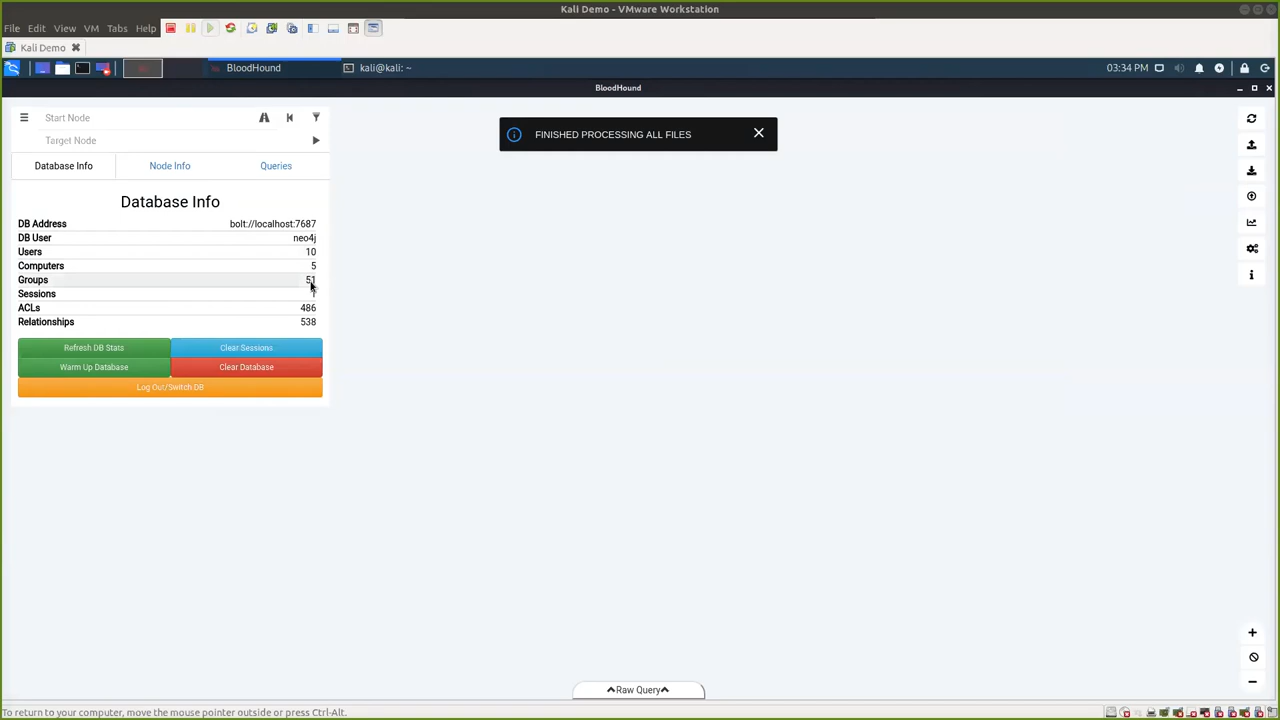 Kali Demo - VMware Workstation
File Edit View VM Tabs Help
Kali Demo
BloodHound kali@kali: ~ 03:34 PM
BloodHound
Start Node
Target Node
FINISHED PROCESSING ALL FILES
Database Info Node Info Queries
Database Info
DB Address bolt://localhost:7687
DB User neo4j
Users 10
Computers 5
Groups 51
Sessions
ACLs 486
Relationships 538
Refresh DB Stats Clear Sessions
Warm Up Database Clear Database
Log Out/Switch DB
Raw Query
To return to your computer, move the mouse pointer outside or press Ctrl-Alt.